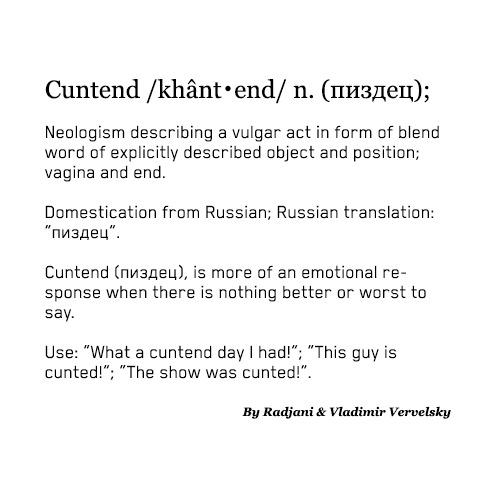 Cuntend /khânt•end/ n. (пиздец);
Neologism describing a vulgar act in form of blend
word of explicitly described object and position;
vagina and end.
Domestication from Russian; Russian translation:
"пиздец".
Cuntend (пиздец), is more of an emotional re-
sponse when there is nothing better or worst to
say.
Use: "What a cuntend day I had!"; "This guy is
cunted!"; "The show was cunted!".
By Radjani & Vladimir Vervelsky